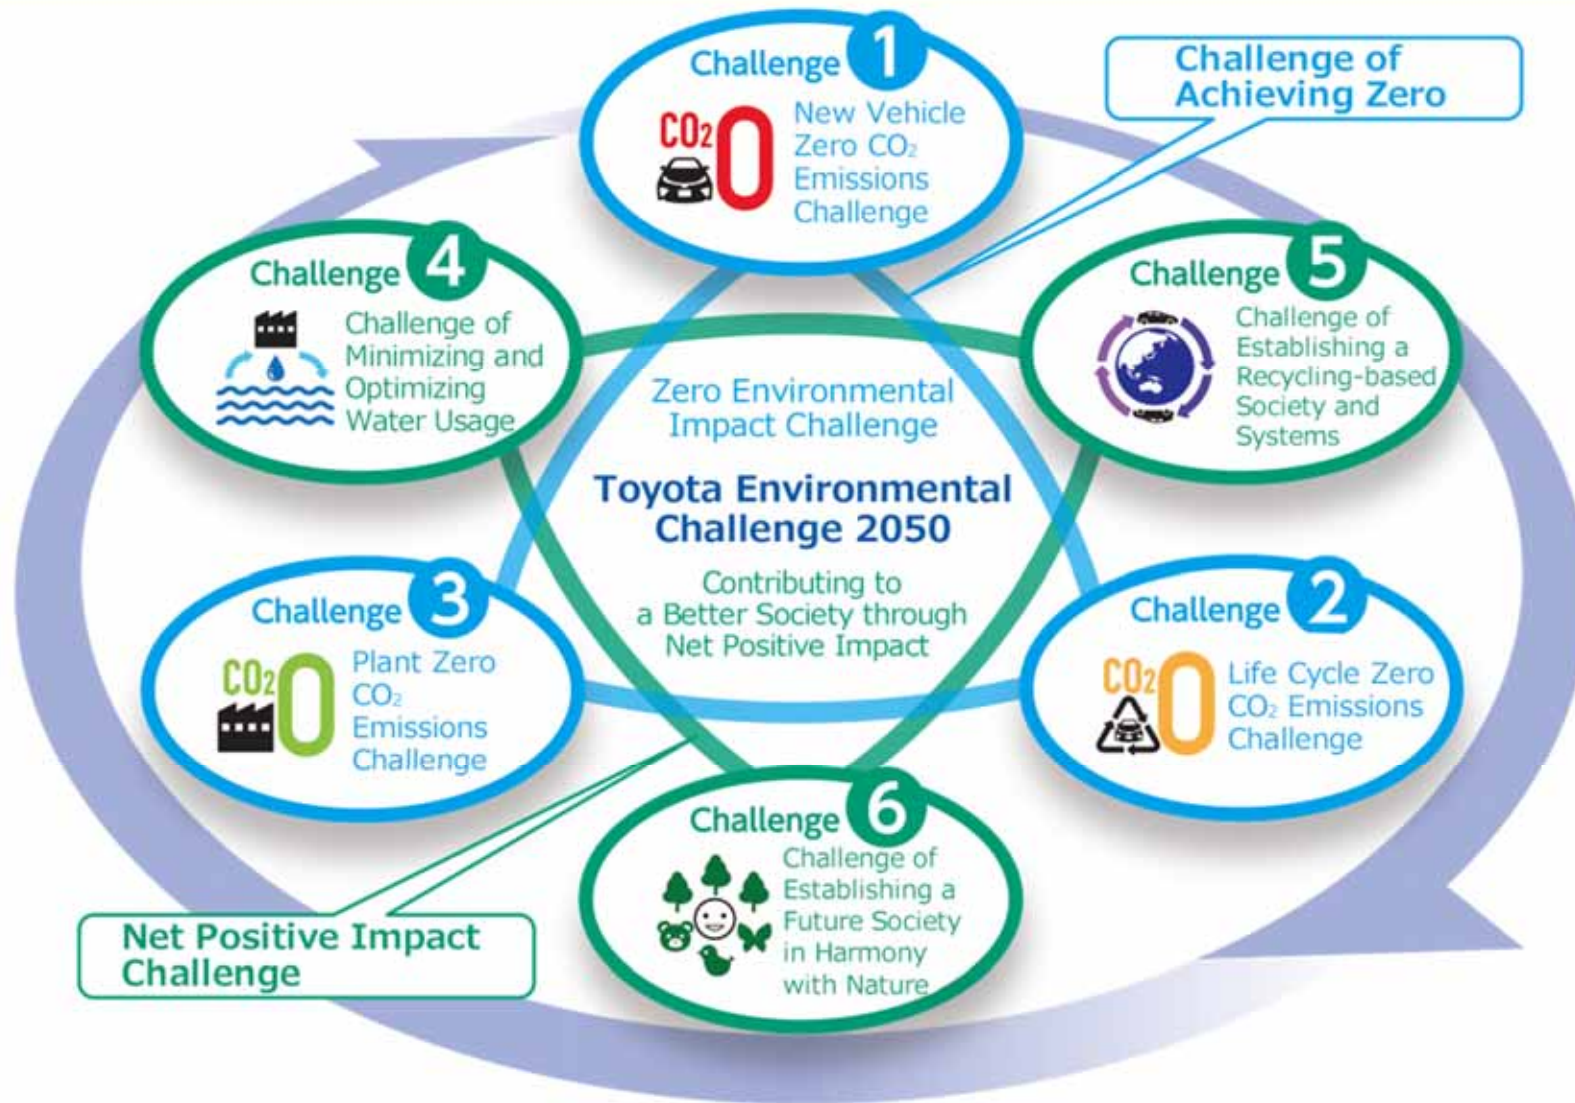 Challenge 1
CO₂ 0
New Vehicle
Zero CO₂
Emissions
Challenge
Challenge of
Achieving Zero
Challenge 4
Challenge of
Minimizing and
Optimizing
Water Usage
Challenge 5
Challenge of
Establishing a
Recycling-based
Society and
Systems
Zero Environmental
Impact Challenge
Toyota Environmental
Challenge 2050
Contributing to
a Better Society through
Net Positive Impact
Challenge 3
CO₂ 0
Plant Zero
CO₂
Emissions
Challenge
Challenge 2
CO₂ 0
Life Cycle Zero
CO₂ Emissions
Challenge
Challenge 6
Challenge of
Establishing a
Future Society
in Harmony
with Nature
Net Positive Impact
Challenge